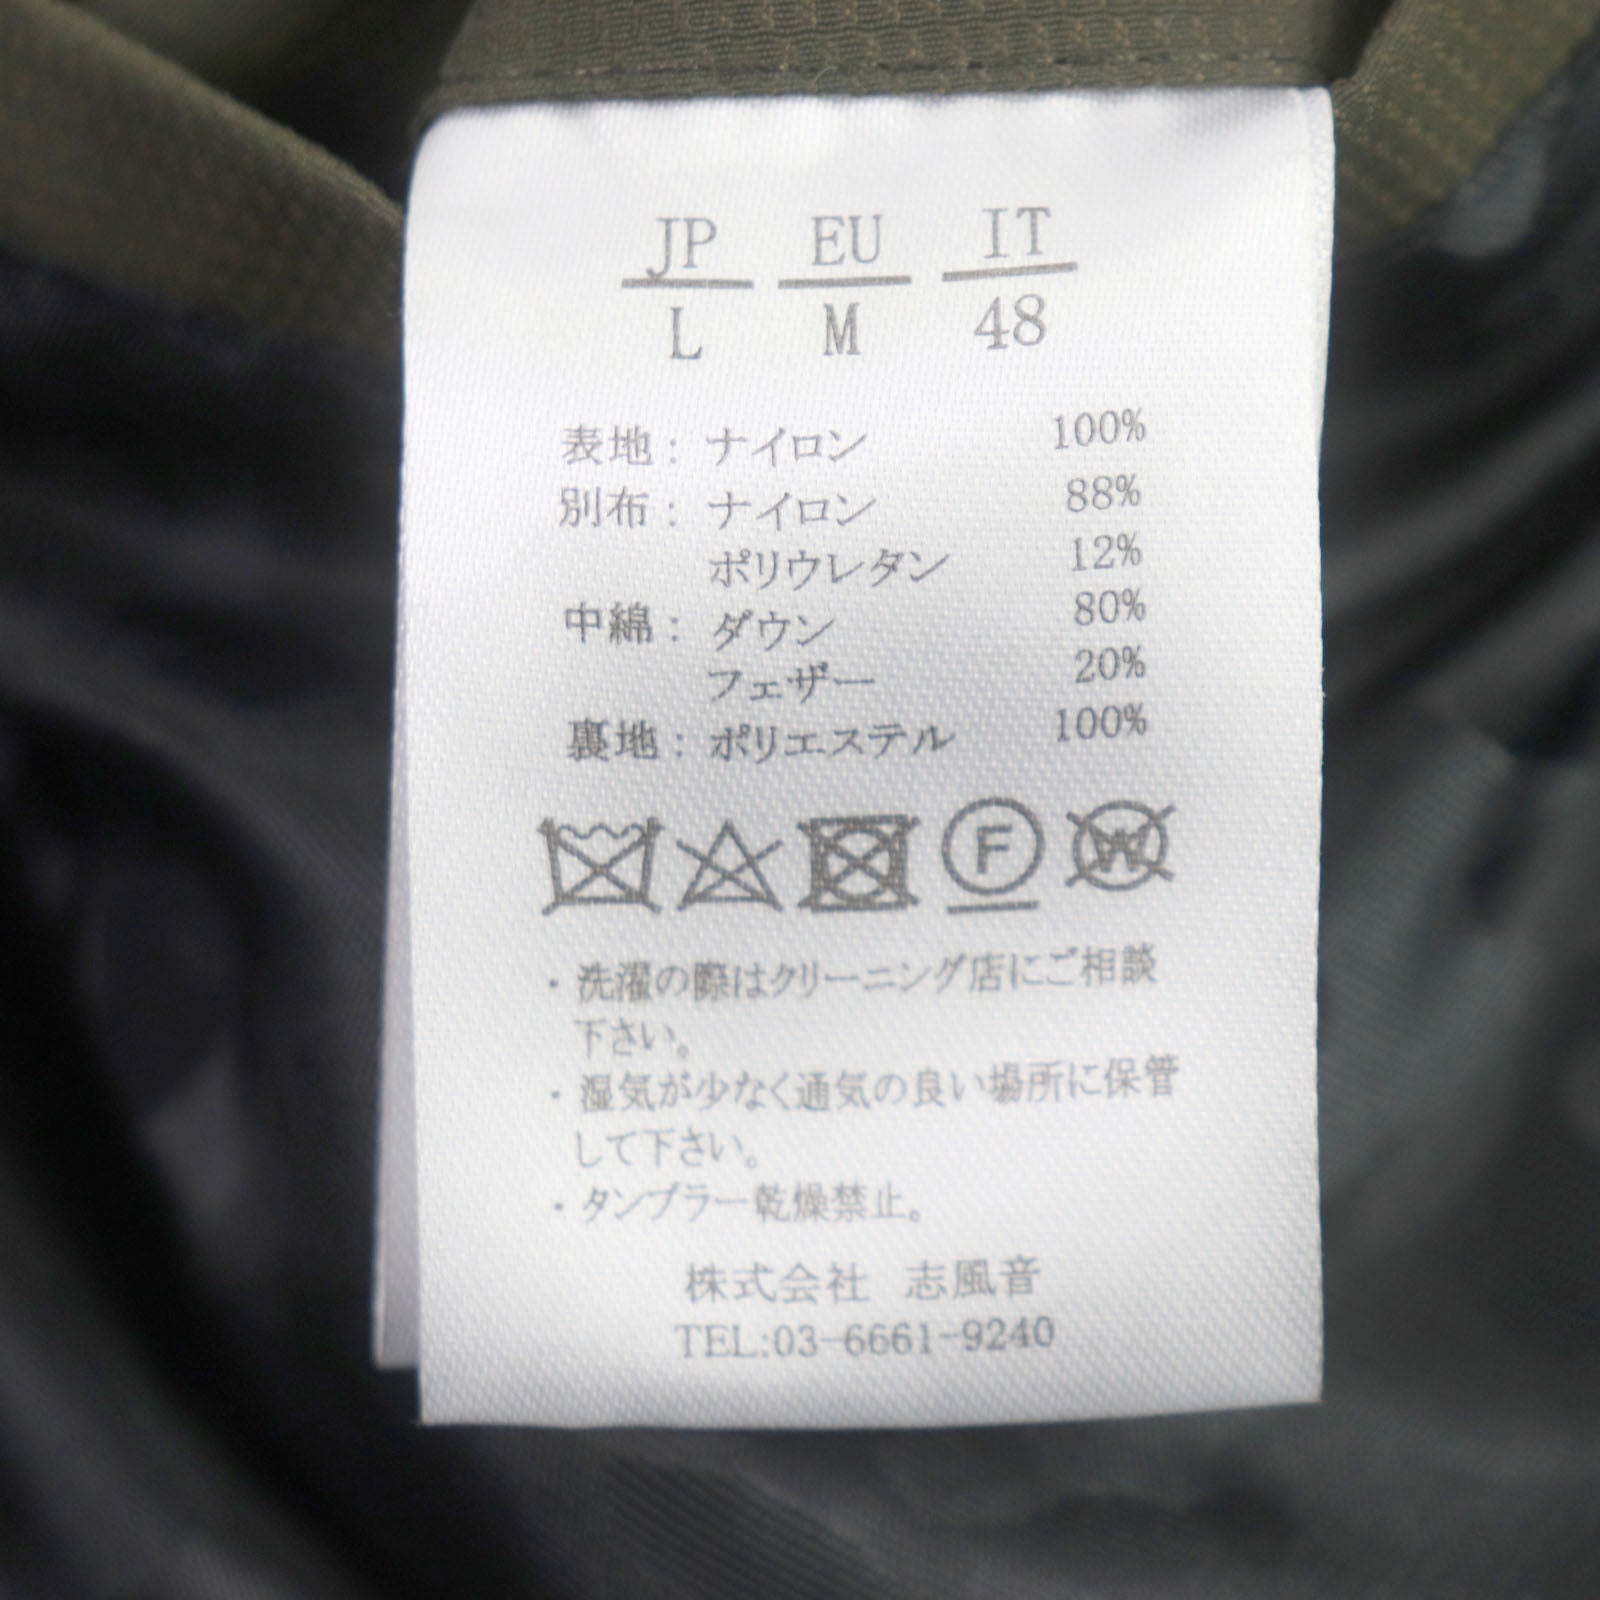 JP EU IT
L M 48
表地: ナイロン 100%
別布: ナイロン 88%
ポリウレタン 12%
中綿: ダウン 80%
フェザー 20%
裏地: ポリエステル 100%
F W
・洗濯の際はクリーニング店にご相談
下さい。
・湿気が少なく通気の良い場所に保管
して下さい。
・タンブラー乾燥禁止。
株式会社 志風音
TEL:03-6661-9240